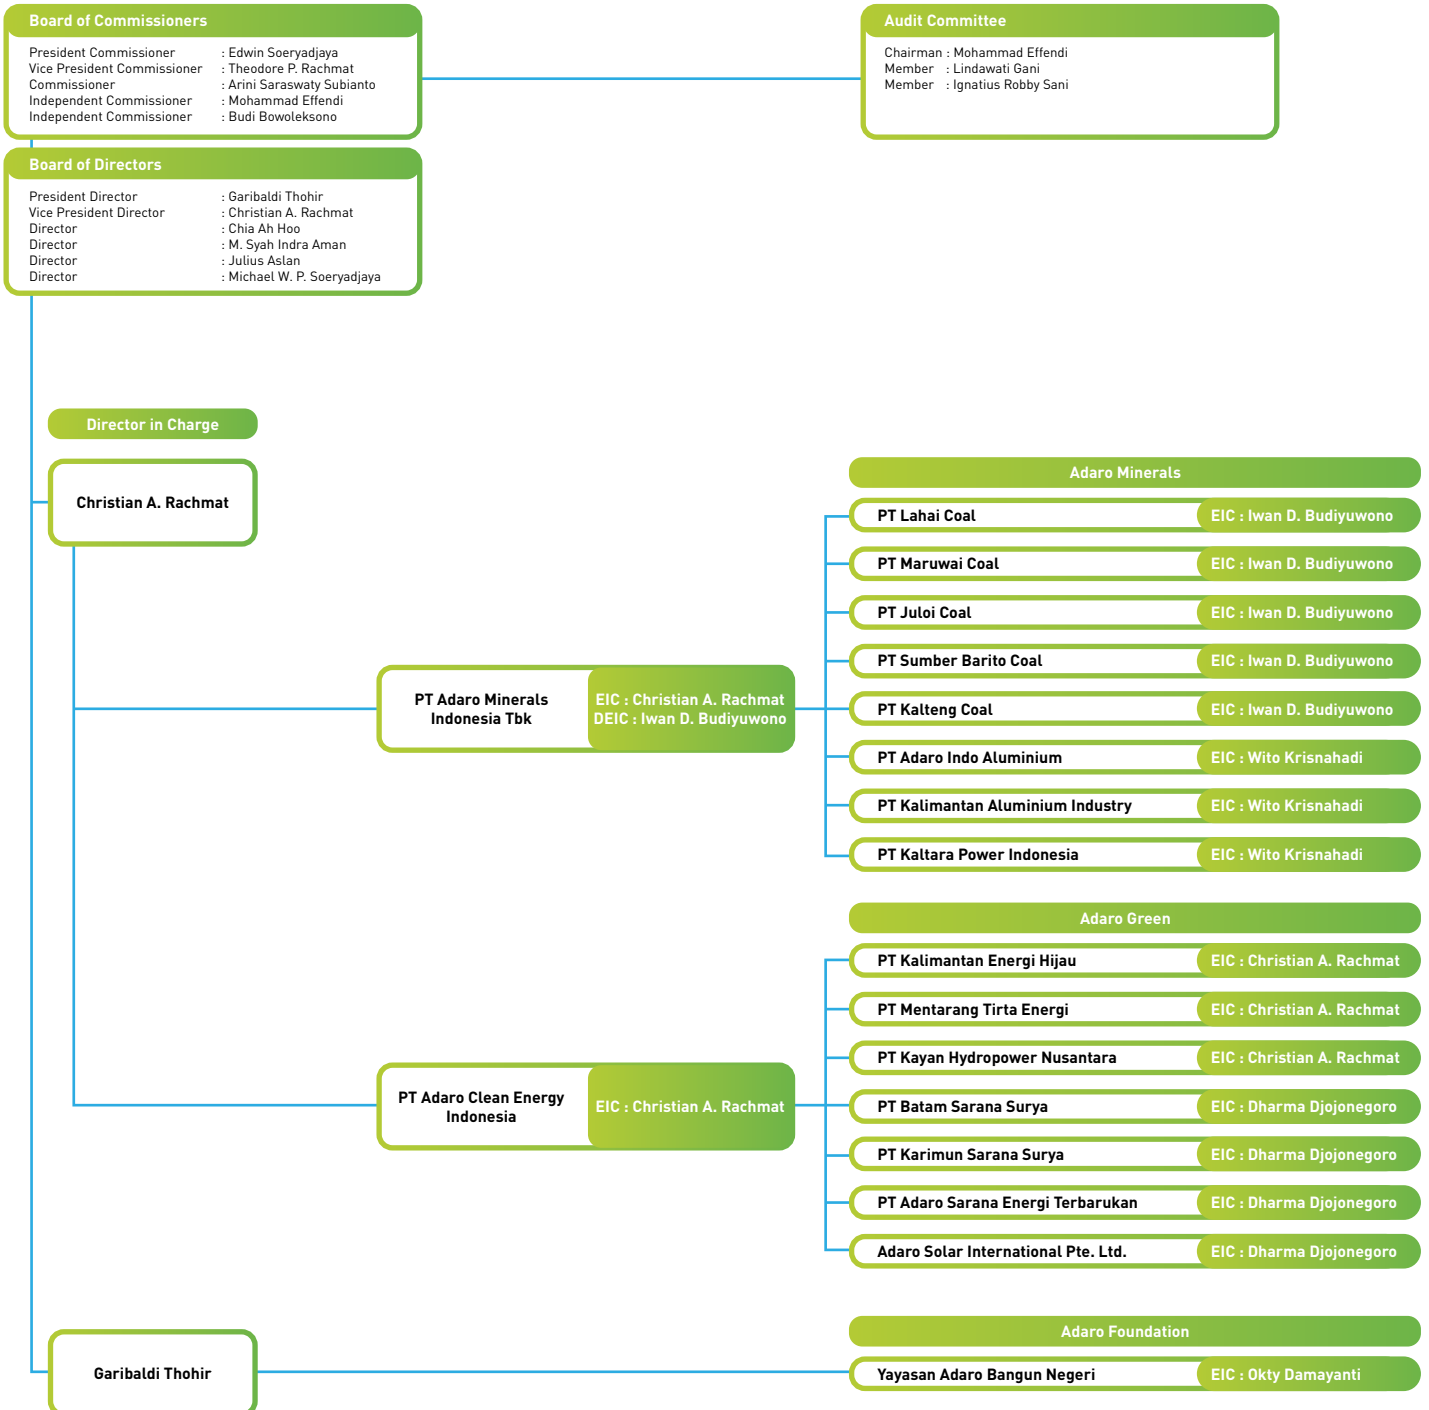 Board of Commissioners
President Commissioner : Edwin Soeryadjaya
Vice President Commissioner : Theodore P. Rachmat
Commissioner : Arini Saraswaty Subianto
Independent Commissioner : Mohammad Effendi
Independent Commissioner : Budi Bowoleksono
Audit Committee
Chairman : Mohammad Effendi
Member : Lindawati Gani
Member : Ignatius Robby Sani
Board of Directors
President Director : Garibaldi Thohir
Vice President Director : Christian A. Rachmat
Director : Chia Ah Hoo
Director : M. Syah Indra Aman
Director : Julius Aslan
Director : Michael W. P. Soeryadjaya
Director in Charge
Christian A. Rachmat
PT Adaro Minerals
Indonesia Tbk
EIC : Christian A. Rachmat
DEIC : Iwan D. Budiyuwono
Adaro Minerals
PT Lahai Coal EIC : Iwan D. Budiyuwono
PT Maruwai Coal EIC : Iwan D. Budiyuwono
PT Juloi Coal EIC : Iwan D. Budiyuwono
PT Sumber Barito Coal EIC : Iwan D. Budiyuwono
PT Kalteng Coal EIC : Iwan D. Budiyuwono
PT Adaro Indo Aluminium EIC : Wito Krisnahadi
PT Kalimantan Aluminium Industry EIC : Wito Krisnahadi
PT Kaltara Power Indonesia EIC : Wito Krisnahadi
PT Adaro Clean Energy
Indonesia
EIC : Christian A. Rachmat
Adaro Green
PT Kalimantan Energi Hijau EIC : Christian A. Rachmat
PT Mentarang Tirta Energi EIC : Christian A. Rachmat
PT Kayan Hydropower Nusantara EIC : Christian A. Rachmat
PT Batam Sarana Surya EIC : Dharma Djojonegoro
PT Karimun Sarana Surya EIC : Dharma Djojonegoro
PT Adaro Sarana Energi Terbarukan EIC : Dharma Djojonegoro
Adaro Solar International Pte. Ltd. EIC : Dharma Djojonegoro
Garibaldi Thohir
Adaro Foundation
Yayasan Adaro Bangun Negeri EIC : Okty Damayanti